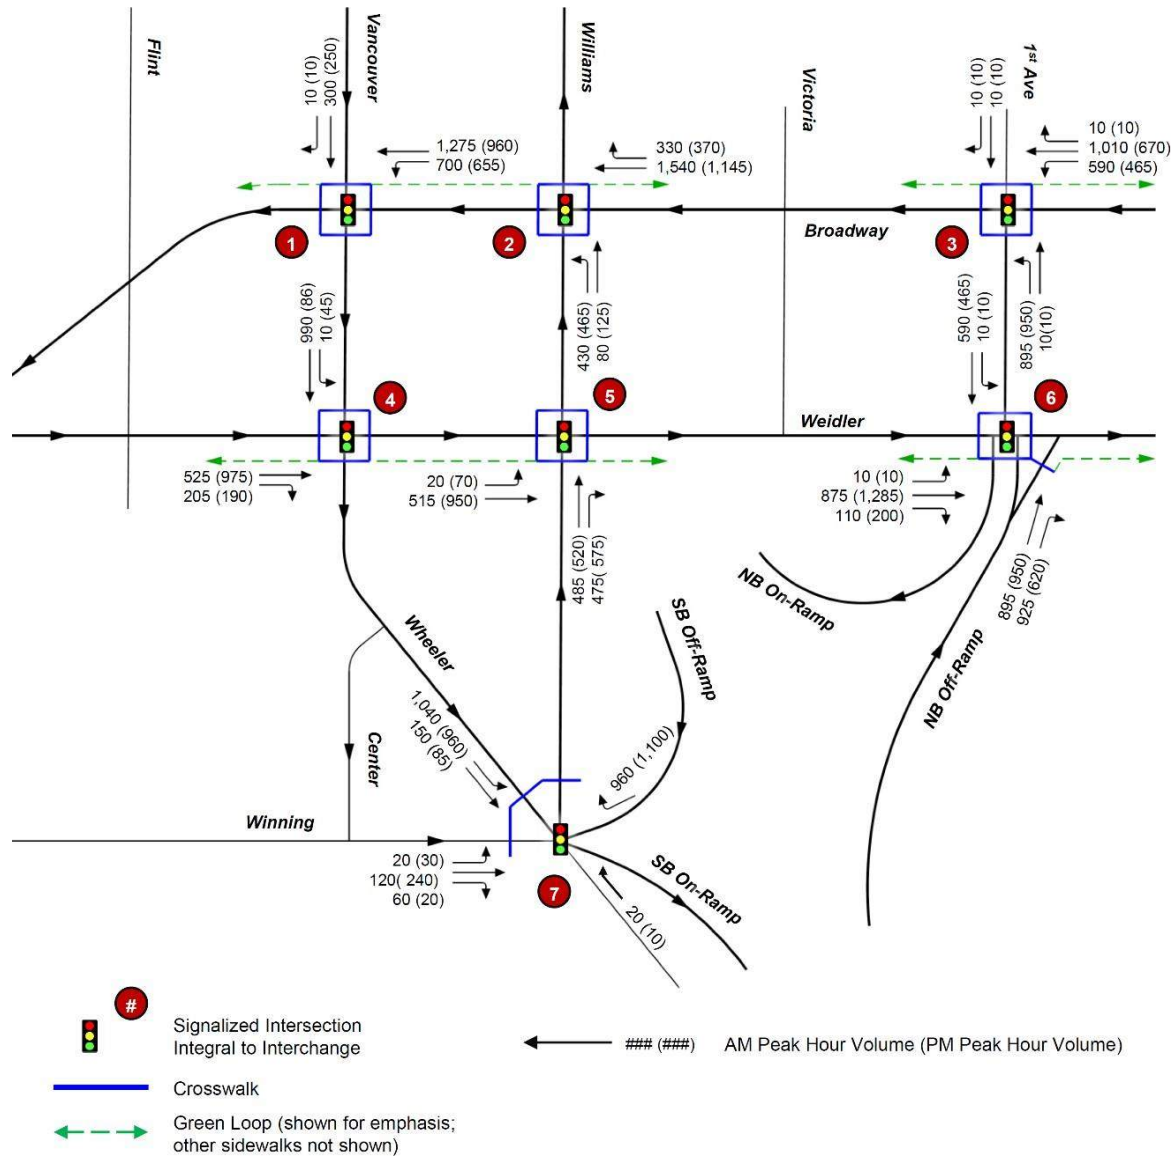 Flint
Vancouver
Williams
Victoria
1st Ave
10 (10)
300 (250)
1,275 (960)
700 (655)
330 (370)
1,540 (1,145)
10 (10)
10 (10)
10 (10)
1,010 (670)
590 (465)
1
2
Broadway
3
990 (86)
10 (45)
430 (465)
80 (125)
590 (465)
10 (10)
895 (950)
10(10)
4
5
6
Weidler
525 (975)
205 (190)
20 (70)
515 (950)
10 (10)
875 (1,285)
110 (200)
485 (520)
475( 575)
895 (950)
925 (620)
NB On-Ramp
SB Off-Ramp
NB Off-Ramp
Wheeler
Center
1,040 (960)
150 (85)
960 (1,100)
Winning
20 (30)
120( 240)
60 (20)
7
SB On-Ramp
20 (10)
#
Signalized Intersection
Integral to Interchange
### (###)
AM Peak Hour Volume (PM Peak Hour Volume)
Crosswalk
Green Loop (shown for emphasis;
other sidewalks not shown)